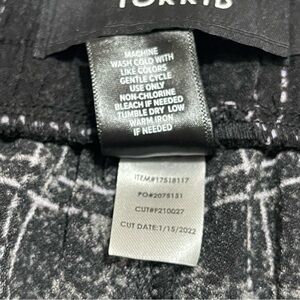 TORRID
MACHINE
WASH COLD WITH
LIKE COLORS
GENTLE CYCLE
USE ONLY
NON-CHLORINE
BLEACH IF NEEDED
TUMBLE DRY LOW
WARM IRON
IF NEEDED
ITEM#17518117
PO#2075151
CUT#9210027
CUT DATE:1/15/2022